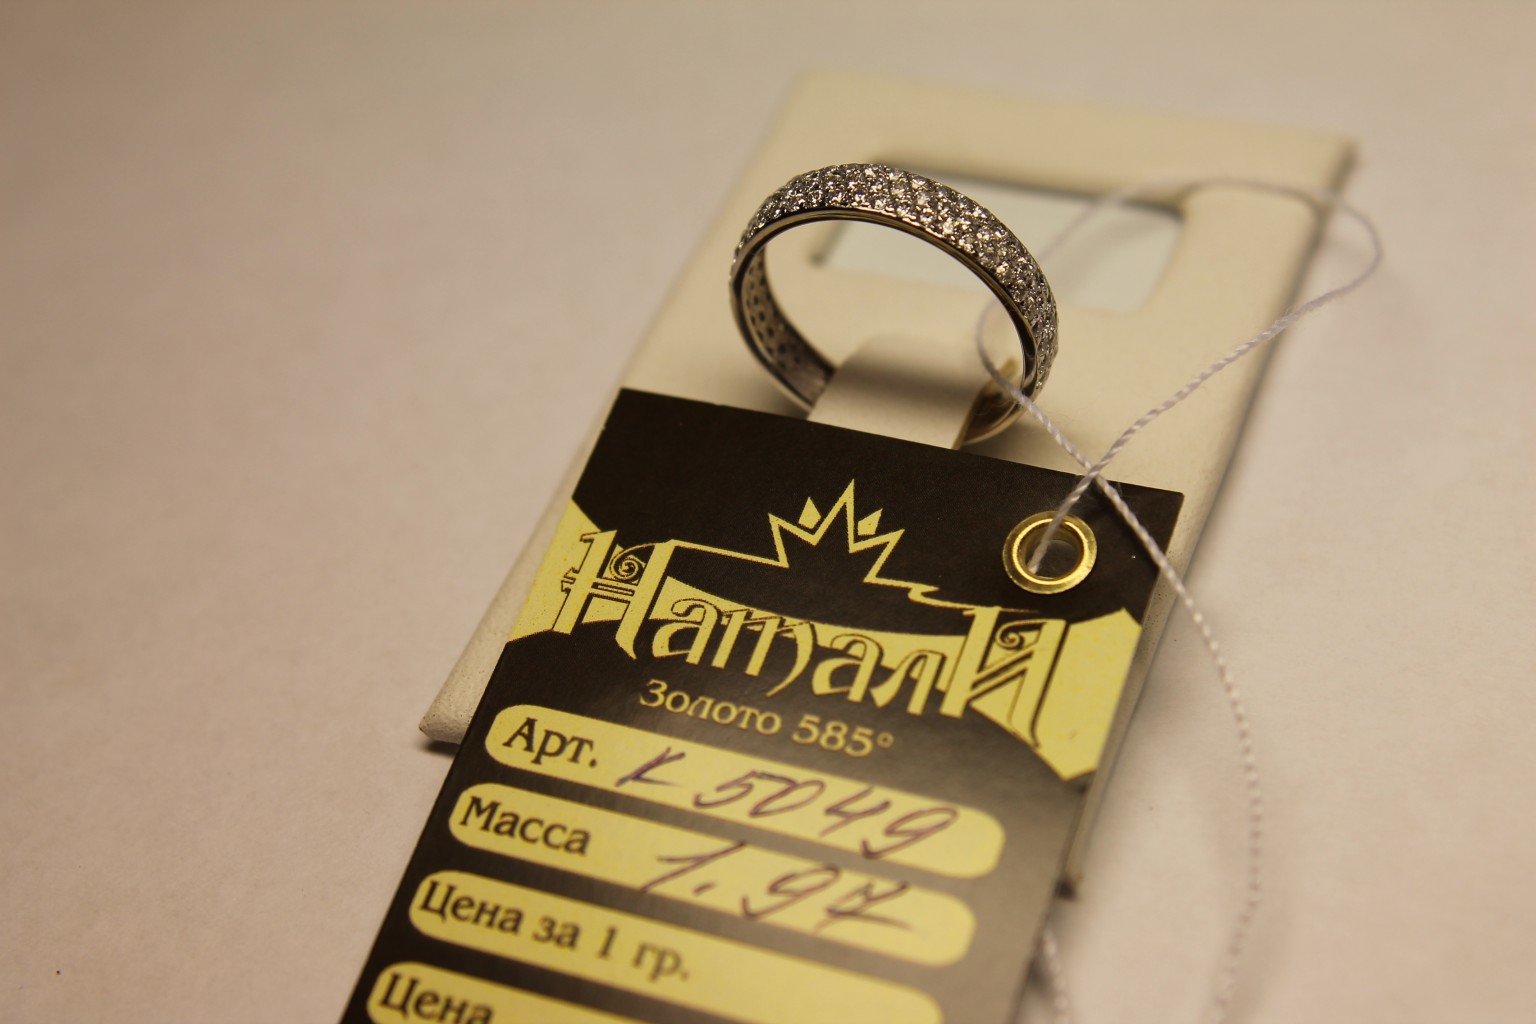 Натали
Золото 585°
Арт. К 5049
Масса 1.97
Цена за 1 гр.
Цена